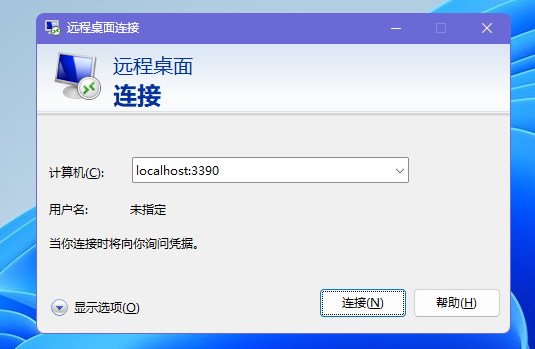 远程桌面连接
远程桌面
连接
计算机(C):
localhost:3390
用户名:
未指定
当你连接时将向你询问凭据。
显示选项(O)
连接(N)
帮助(H)